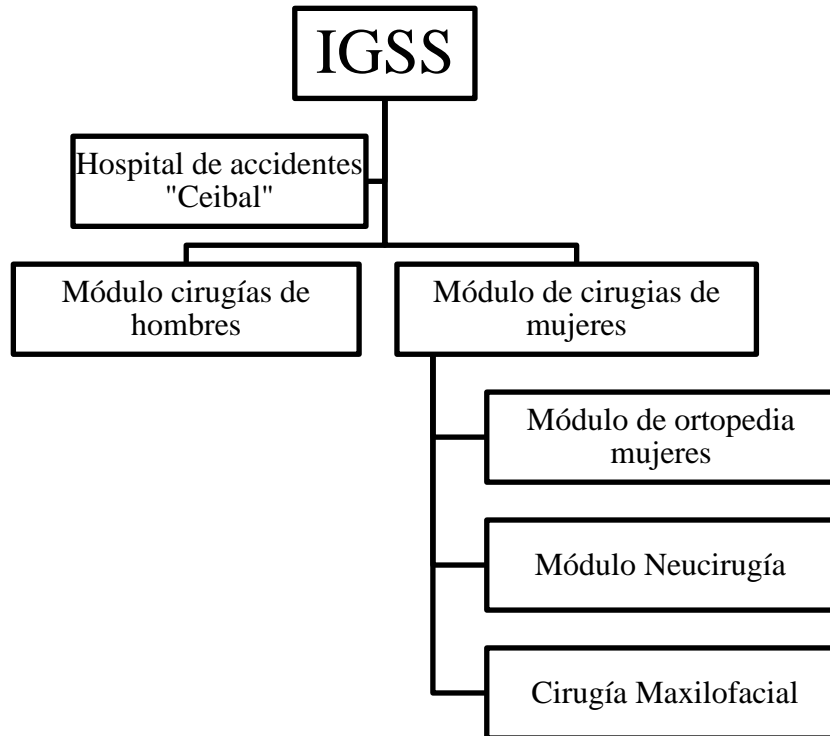 IGSS
Hospital de accidentes
"Ceibal"
Módulo cirugías de
hombres
Módulo de cirugias de
mujeres
Módulo de ortopedia
mujeres
Módulo Neucirugía
Cirugía Maxilofacial